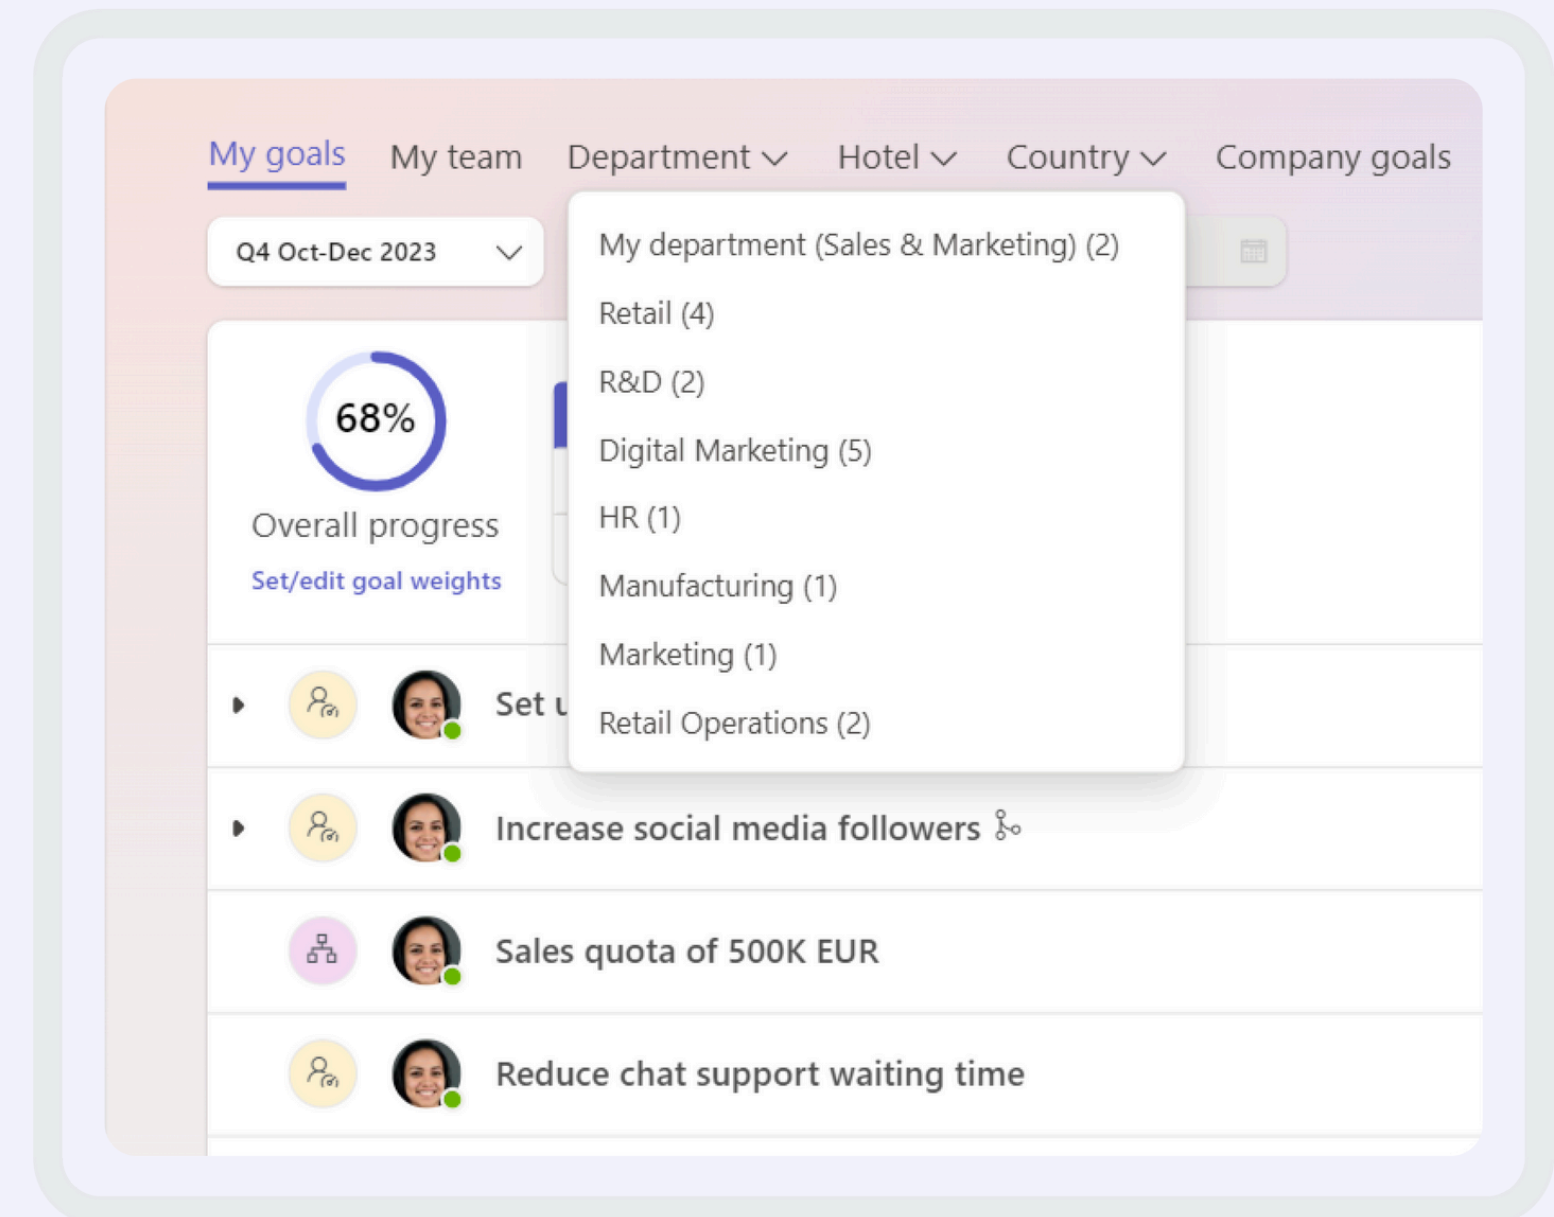 My goals My team Department Hotel Country Company goals
Q4 Oct-Dec 2023
My department (Sales & Marketing) (2)
Retail (4)
R&D (2)
Digital Marketing (5)
HR (1)
Manufacturing (1)
Marketing (1)
Retail Operations (2)
68%
Overall progress
Set/edit goal weights
Set
Increase social media followers
Sales quota of 500K EUR
Reduce chat support waiting time